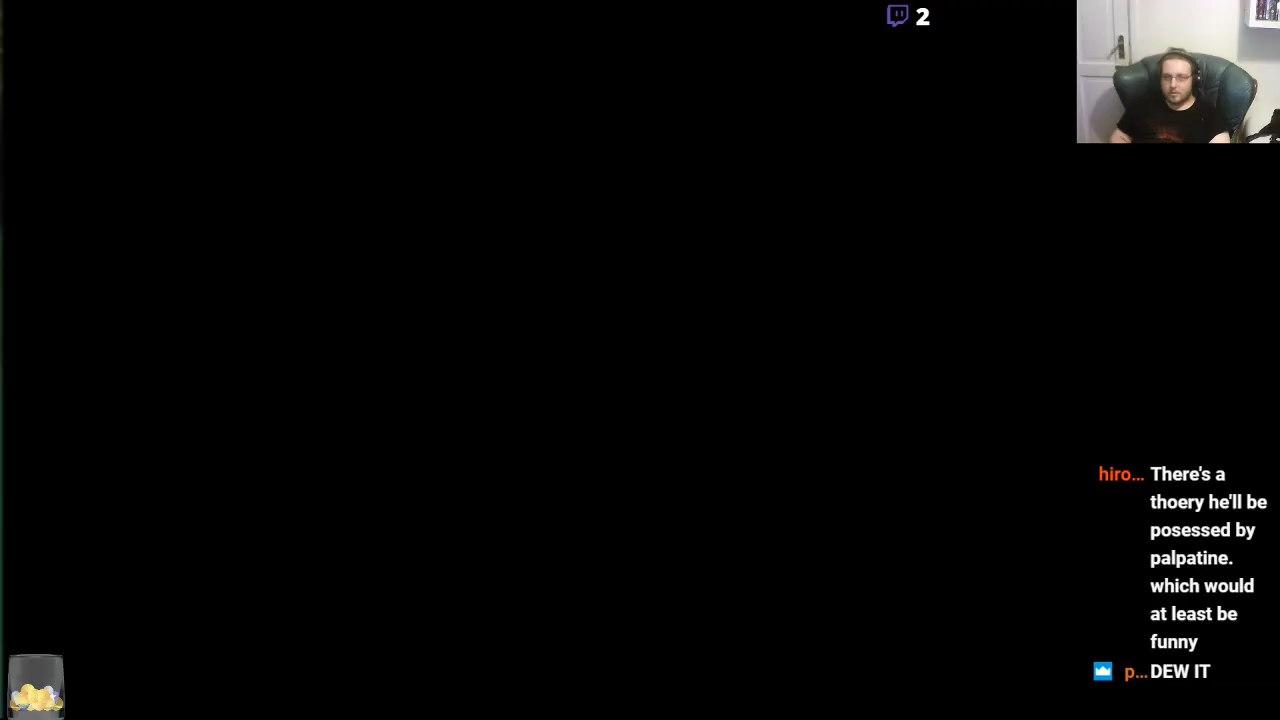 2
hiro... There's a
thoery he'll be
posessed by
palpatine.
which would
at least be
funny
p... DEW IT